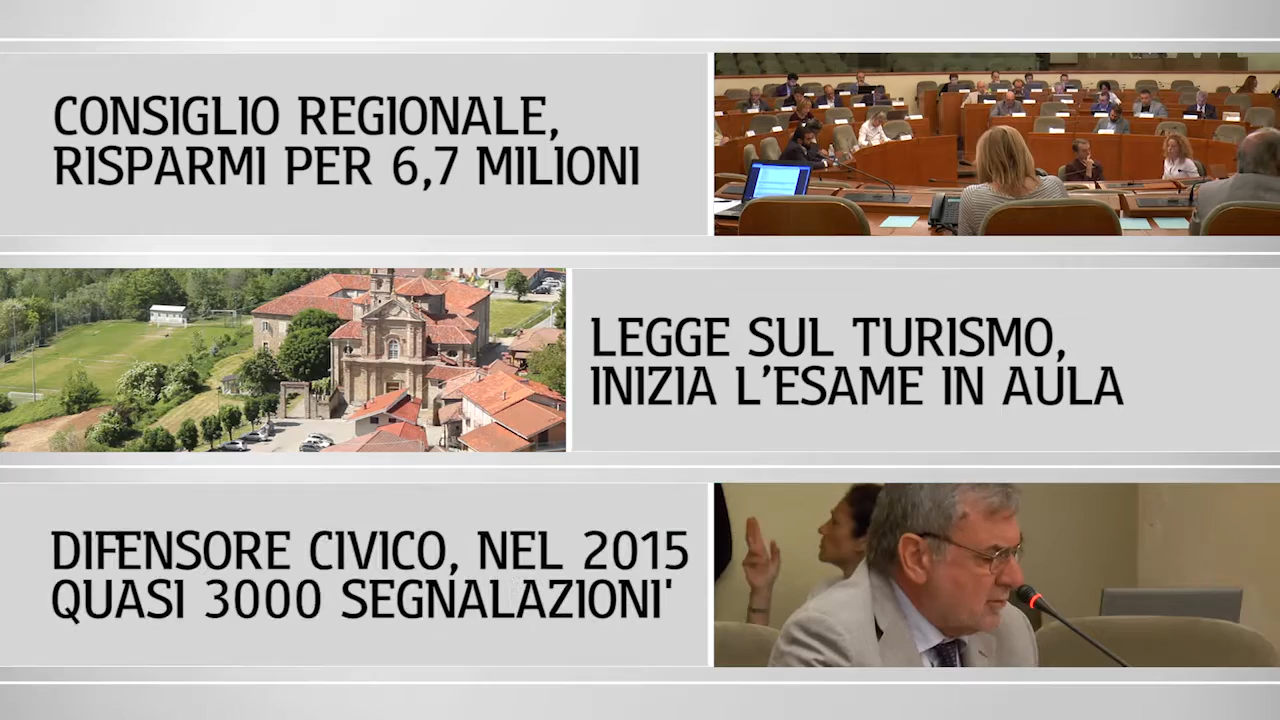 CONSIGLIO REGIONALE,
RISPARMI PER 6,7 MILIONI
LEGGE SUL TURISMO,
INIZIA L’ESAME IN AULA
DIFENSORE CIVICO, NEL 2015
QUASI 3000 SEGNALAZIONI'